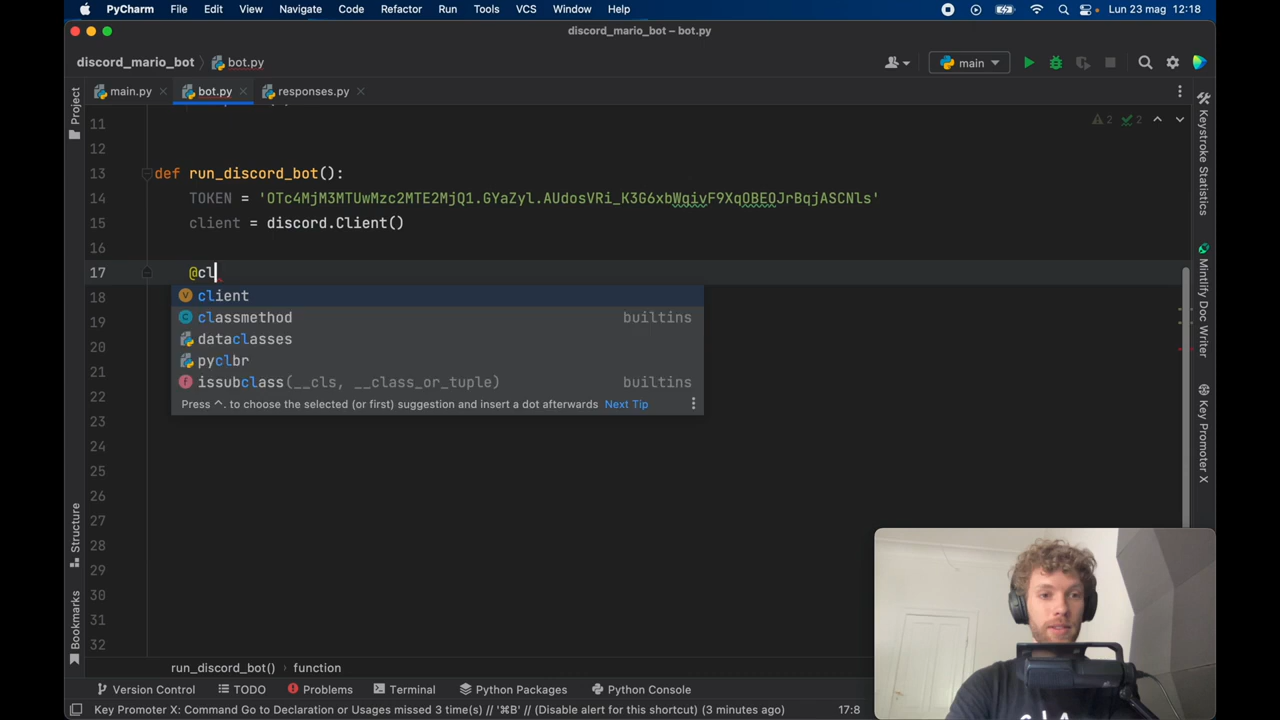 PyCharm File Edit View Navigate Code Refactor Run Tools VCS Window Help Lun 23 mag 12:18
discord_mario_bot – bot.py
discord_mario_bot bot.py main
main.py bot.py responses.py
Project
11
2 2
12
13 def run_discord_bot():
14 TOKEN =
15 client = discord.Client()
16
17 @cl
18
client
classmethod builtins
dataclasses
pyclbr
issubclass(__cls, __class_or_tuple) builtins
Press ^. to choose the selected (or first) suggestion and insert a dot afterwards Next Tip
19
20
21
22
23
24
25
26
27
28
29
30
31
32
Structure
Bookmarks
Keystroke Statistics
Mintlify Doc Writer
Key Promoter X
run_discord_bot() function
Version Control TODO Problems Terminal Python Packages Python Console
Key Promoter X: Command Go to Declaration or Usages missed 3 time(s) // '⌘B' // (Disable alert for this shortcut) (3 minutes ago) 17:8